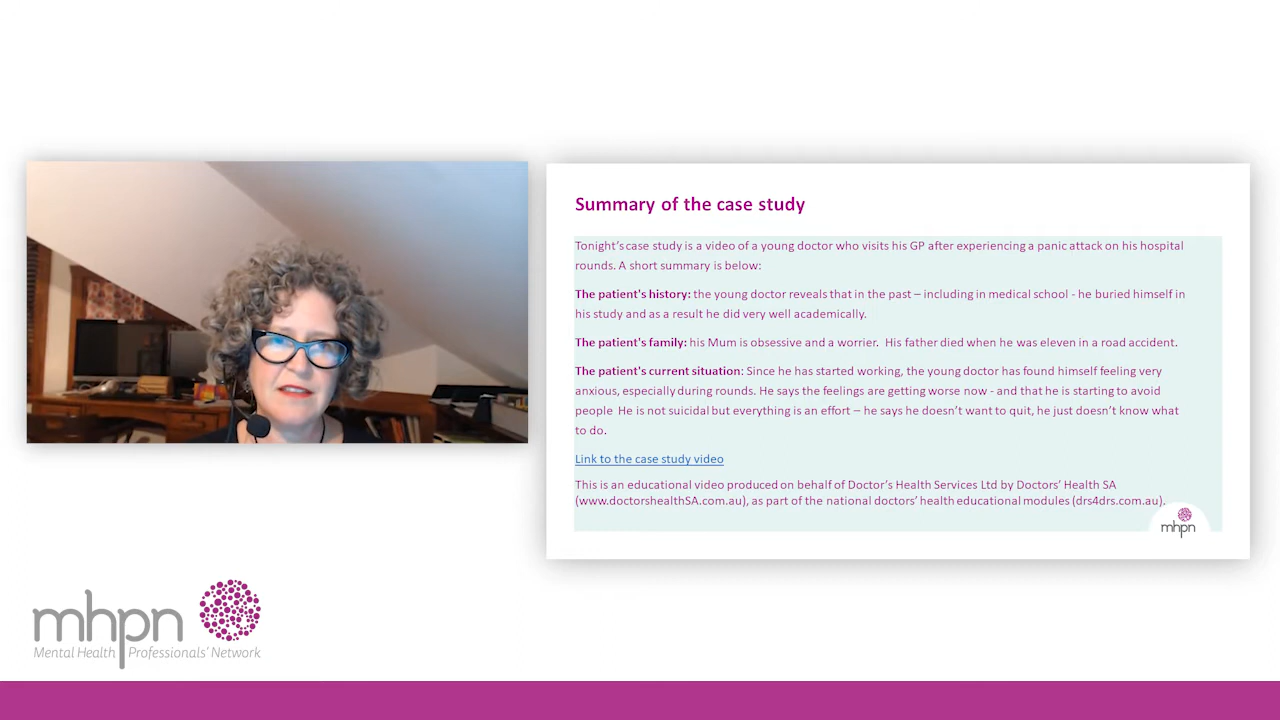 Summary of the case study
Tonight's case study is a video of a young doctor who visits his GP after experiencing a panic attack on his hospital
rounds. A short summary is below:
The patient's history: the young doctor reveals that in the past – including in medical school - he buried himself in
his study and as a result he did very well academically.
The patient's family: his Mum is obsessive and a worrier.  His father died when he was eleven in a road accident.
The patient's current situation: Since he has started working, the young doctor has found himself feeling very
anxious, especially during rounds. He says the feelings are getting worse now - and that he is starting to avoid
people  He is not suicidal but everything is an effort – he says he doesn't want to quit, he just doesn't know what
to do.
Link to the case study video
This is an educational video produced on behalf of Doctor's Health Services Ltd by Doctors' Health SA
(www.doctorshealthSA.com.au), as part of the national doctors' health educational modules (drs4drs.com.au).
mhpn
mhpn
Mental Health Professionals' Network